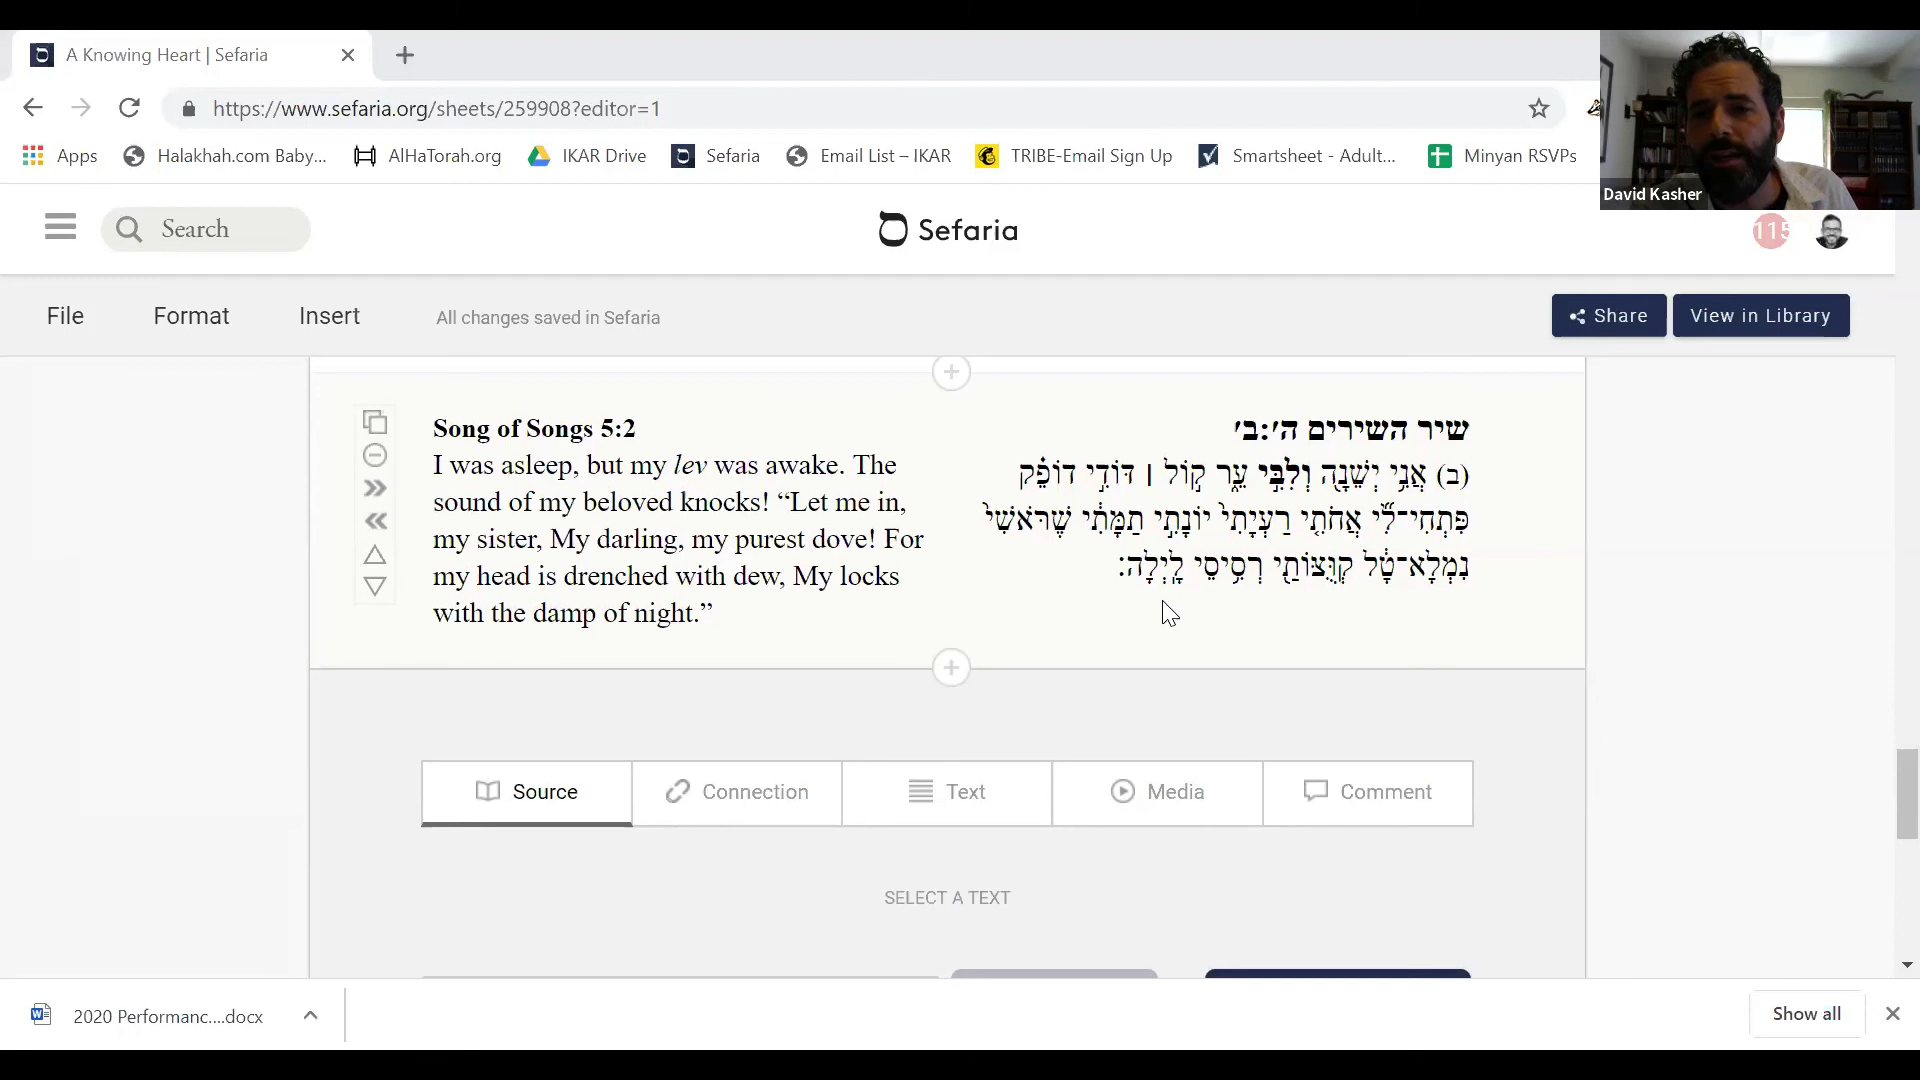 A Knowing Heart | Sefaria
https://www.sefaria.org/sheets/259908?editor=1
Apps Halakhah.com Baby... AlHaTorah.org IKAR Drive Sefaria Email List – IKAR TRIBE-Email Sign Up Smartsheet - Adult... Minyan RSVPs
David Kasher
Search Sefaria 115
File Format Insert All changes saved in Sefaria Share View in Library
Song of Songs 5:2
I was asleep, but my lev was awake. The
sound of my beloved knocks! “Let me in,
my sister, My darling, my purest dove! For
my head is drenched with dew, My locks
with the damp of night.”
שיר השירים ה׳:ב׳
(ב) אֲנִ֥י יְשֵׁנָ֖ה וְלִבִּ֣י עֵ֑ר ק֣וֹל ׀ דּוֹדִ֣י דוֹפֵ֗ק
פִּתְחִי־לִ֞י אֲחֹתִ֤י רַעְיָתִי֙ יוֹנָתִ֣י תַמָּתִ֔י שֶׁרֹּאשִׁי֙
נִמְלָא־טָ֔ל קְוֻּצּוֹתַ֖י רְסִ֥יסֵי לָֽיְלָה׃
Source Connection Text Media Comment
SELECT A TEXT
2020 Performanc....docx Show all